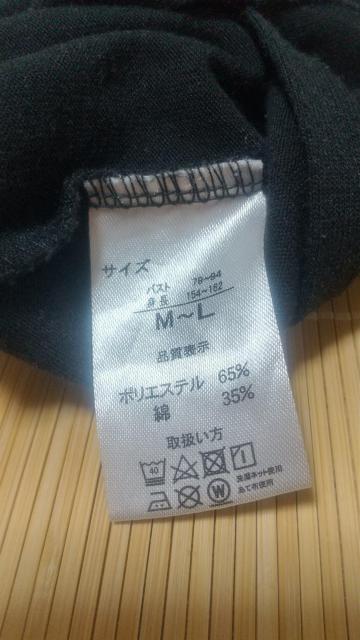 サイズ
バスト 79~94
身長 154~162
M~L
品質表示
ポリエステル 65%
綿 35%
取扱い方
40
W
洗濯ネット使用
あて布使用